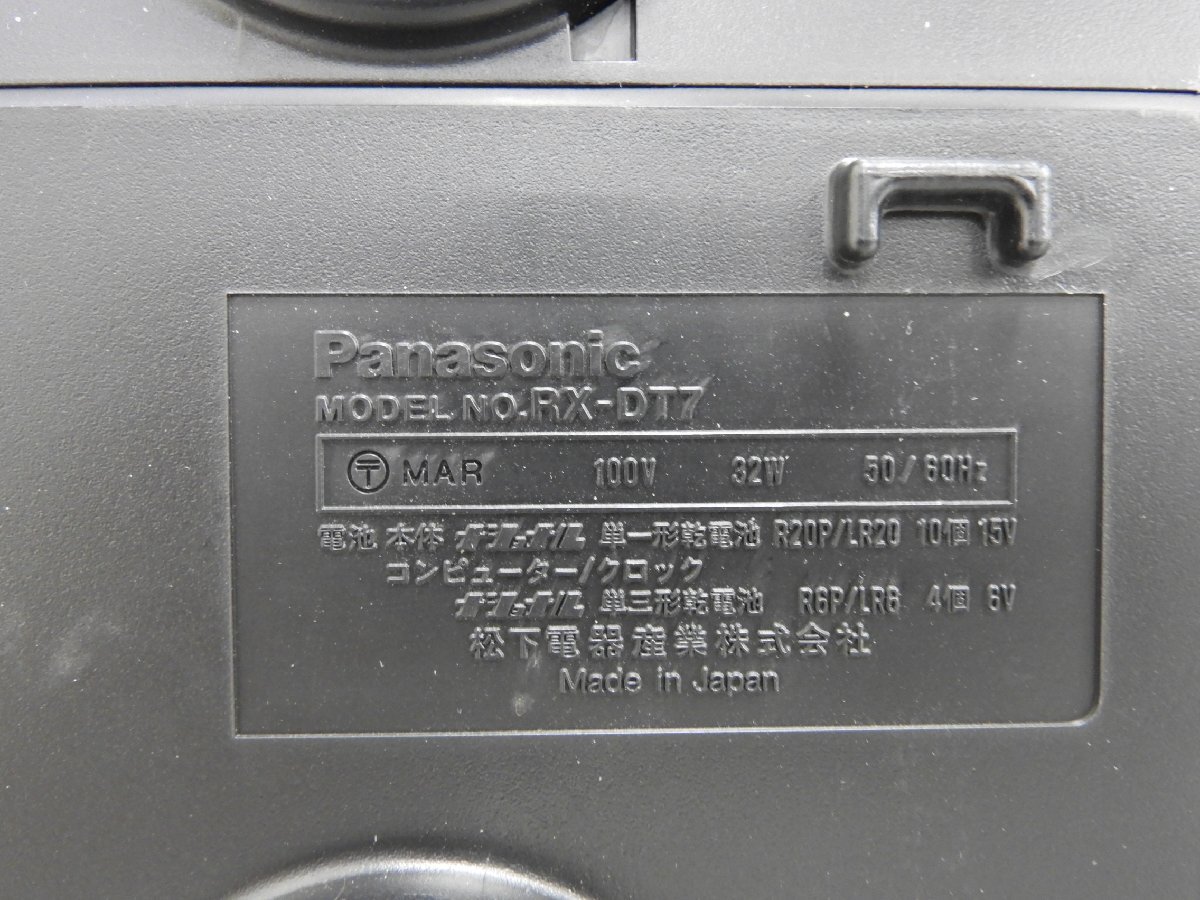 Panasonic
MODEL NO. RX-DT7
〒 MAR 100V 32W 50/60Hz
電池 本体 ナショナル 単一形乾電池 R20P/LR20 10個 15V
コンピューター/クロック
ナショナル 単三形乾電池 R6P/LR6 4個 6V
松下電器産業株式会社
Made in Japan